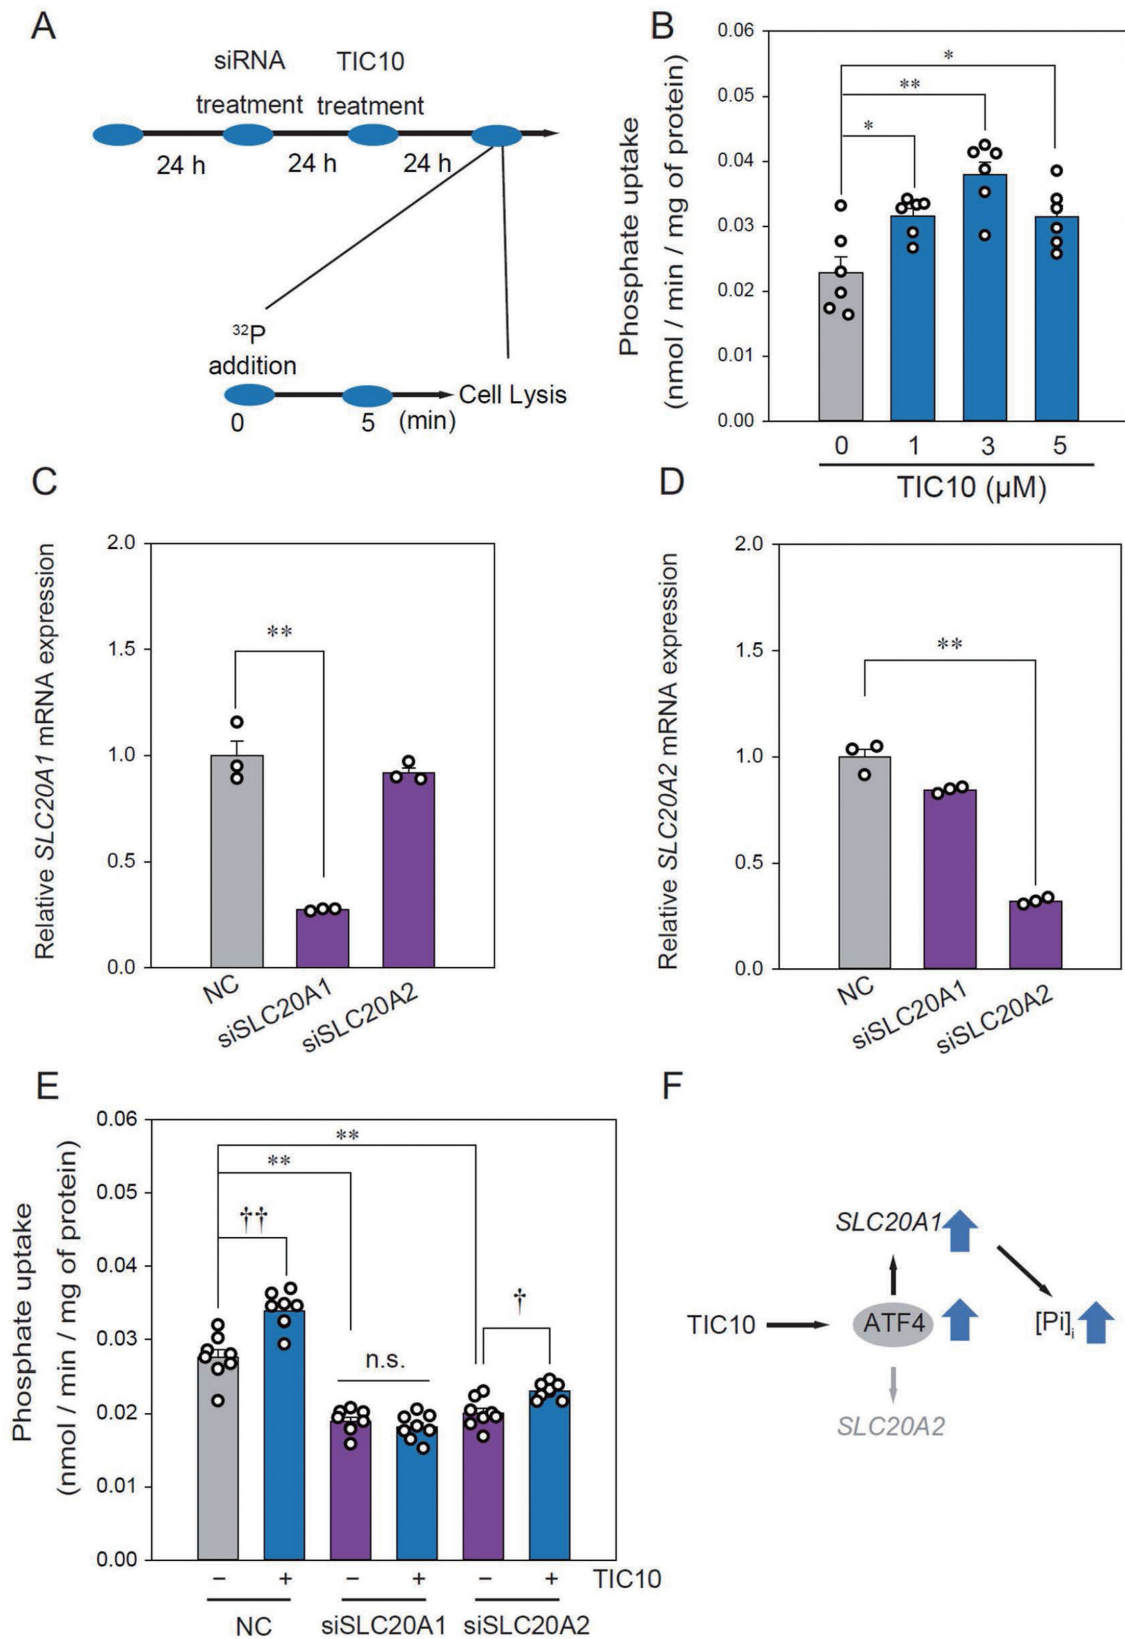 A
siRNA
treatment
TIC10
treatment
24 h
24 h
24 h
32P
addition
0
5
(min)
Cell Lysis
B
Phosphate uptake
(nmol / min / mg of protein)
0.06
0.05
0.04
0.03
0.02
0.01
0.00
*
**
*
0
1
3
5
TIC10 (µM)
C
Relative SLC20A1 mRNA expression
2.0
1.5
1.0
0.5
0.0
**
NC
siSLC20A1
siSLC20A2
D
Relative SLC20A2 mRNA expression
2.0
1.5
1.0
0.5
0.0
**
NC
siSLC20A1
siSLC20A2
E
Phosphate uptake
(nmol / min / mg of protein)
0.06
0.05
0.04
0.03
0.02
0.01
0.00
**
**
††
n.s.
†
− + − + − + TIC10
NC
siSLC20A1
siSLC20A2
F
SLC20A1
TIC10
ATF4
[Pi]i
SLC20A2